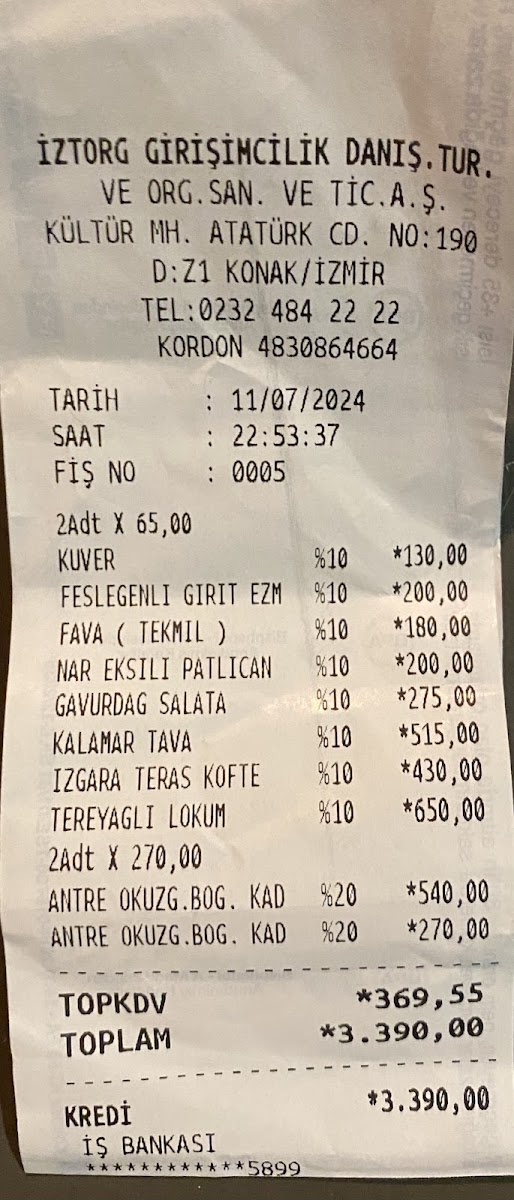 İZTORG GİRİŞİMCİLİK DANIŞ.TUR.
VE ORG.SAN. VE TİC.A.Ş.
KÜLTÜR MH. ATATÜRK CD. NO:190
D:Z1 KONAK/İZMİR
TEL:0232 484 22 22
KORDON 4830864664
TARİH : 11/07/2024
SAAT : 22:53:37
FİŞ NO : 0005
2Adt X 65,00
KUVER %10 *130,00
FESLEGENLI GIRIT EZM %10 *200,00
FAVA ( TEKMIL ) %10 *180,00
NAR EKSILI PATLICAN %10 *200,00
GAVURDAG SALATA %10 *275,00
KALAMAR TAVA %10 *515,00
IZGARA TERAS KOFTE %10 *430,00
TEREYAGLI LOKUM %10 *650,00
2Adt X 270,00
ANTRE OKUZG.BOG. KAD %20 *540,00
ANTRE OKUZG.BOG. KAD %20 *270,00
TOPKDV *369,55
TOPLAM *3.390,00
KREDİ *3.390,00
İŞ BANKASI
************5899